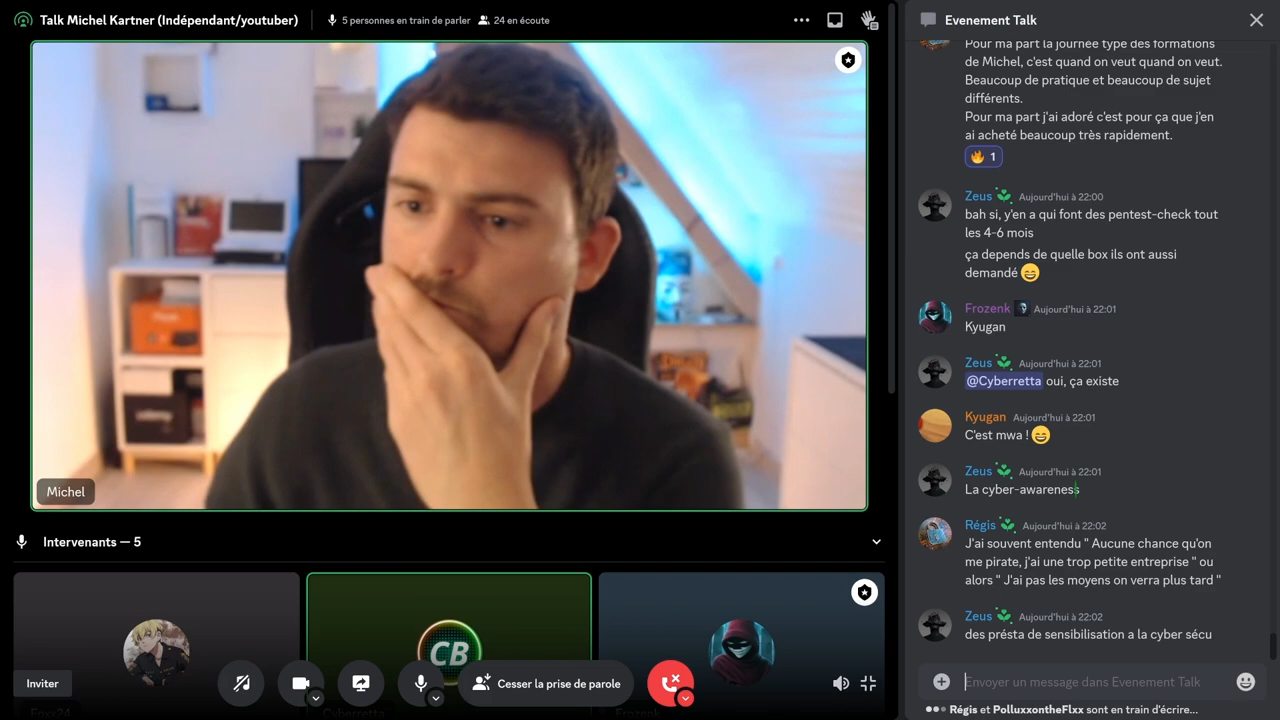 Talk Michel Kartner (Indépendant/youtuber)
5 personnes en train de parler
24 en écoute
Michel
Intervenants — 5
CB
Inviter
Cesser la prise de parole
Cyberretta
Frozenk
Evenement Talk
Pour ma part la journée type des formations
de Michel, c'est quand on veut quand on veut.
Beaucoup de pratique et beaucoup de sujet
différents.
Pour ma part j'ai adoré c'est pour ça que j'en
ai acheté beaucoup très rapidement.
🔥 1
Zeus Aujourd'hui à 22:00
bah si, y'en a qui font des pentest-check tout
les 4-6 mois
ça depends de quelle box ils ont aussi
demandé 😄
Frozenk Aujourd'hui à 22:01
Kyugan
Zeus Aujourd'hui à 22:01
@Cyberretta oui, ça existe
Kyugan Aujourd'hui à 22:01
C'est mwa ! 😄
Zeus Aujourd'hui à 22:01
La cyber-awareness
Régis Aujourd'hui à 22:02
J'ai souvent entendu " Aucune chance qu'on
me pirate, j'ai une trop petite entreprise " ou
alors " J'ai pas les moyens on verra plus tard "
Zeus Aujourd'hui à 22:02
des présta de sensibilisation a la cyber sécu
Envoyer un message dans Evenement Talk
Régis et PolluxxontheFlxx sont en train d'écrire...